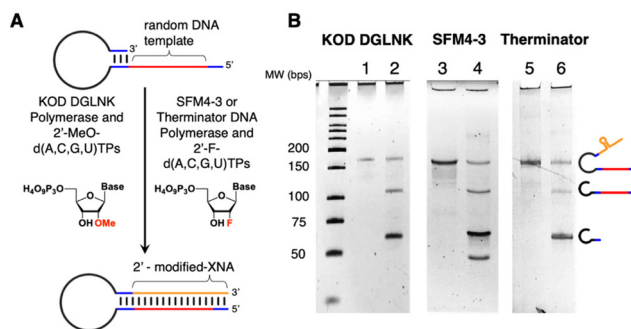 A
random DNA
template
3'
5'
KOD DGLNK
Polymerase and
2'-MeO-
d(A,C,G,U)TPs
SFM4-3 or
Therminator DNA
Polymerase and
2'-F-
d(A,C,G,U)TPs
H4O9P3O
Base
OH OMe
H4O9P3O
Base
OH F
2' - modified-XNA
3'
5'
B
KOD DGLNK SFM4-3 Therminator
MW (bps) 1 2 3 4 5 6
200
150
100
75
50